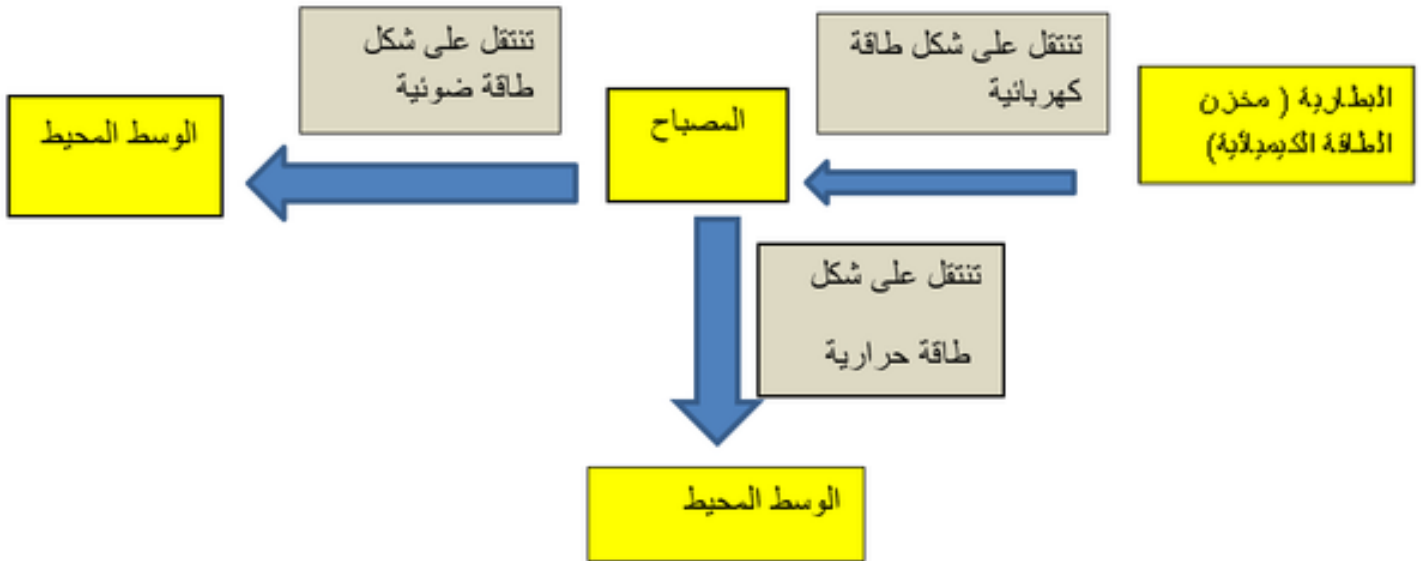 البطارية ( مخزن
الطاقة الكيميائية)
تنتقل على شكل طاقة
كهربائية
المصباح
تنتقل على شكل
طاقة ضوئية
الوسط المحيط
تنتقل على شكل
طاقة حرارية
الوسط المحيط